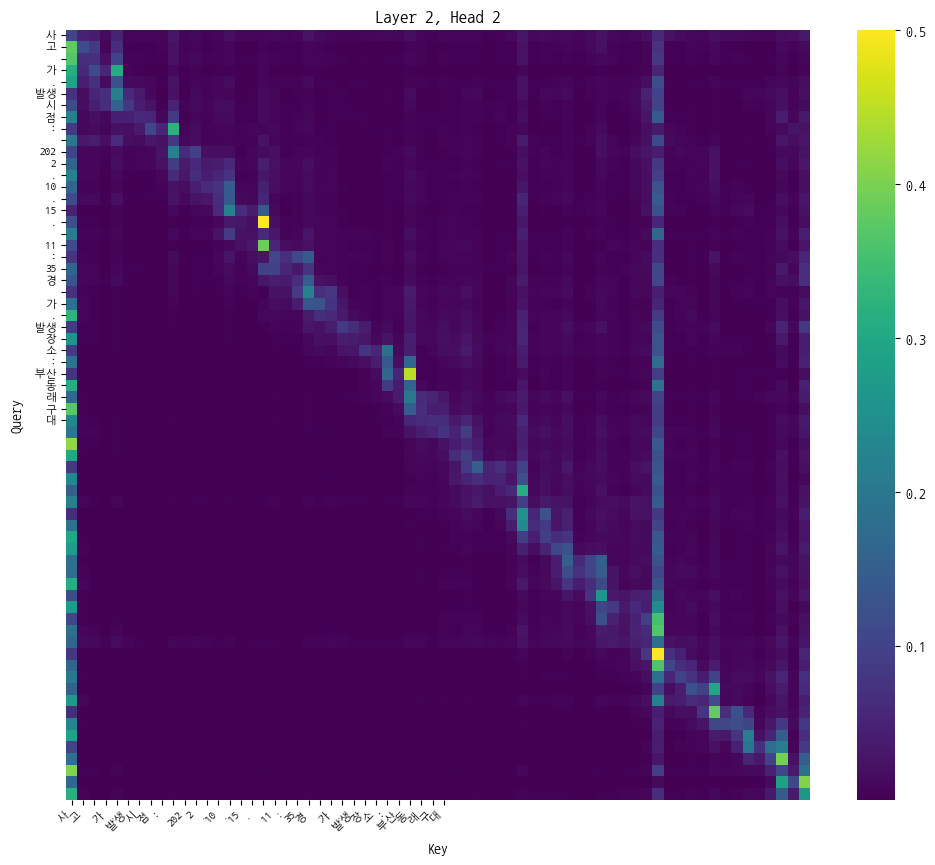 Layer 2, Head 2
사
고
가
.
발생
시
점
:
202
2
.
10
.
15
.
11
:
35
경
가
.
발생
장
소
:
부산
동
래
구
대
Query
사
고
가
발생
시
점
:
202
2
10
15
.
11
:
35
경
가
발생
장
소
:
부산
동
래
구
대
Key
0.5
0.4
0.3
0.2
0.1